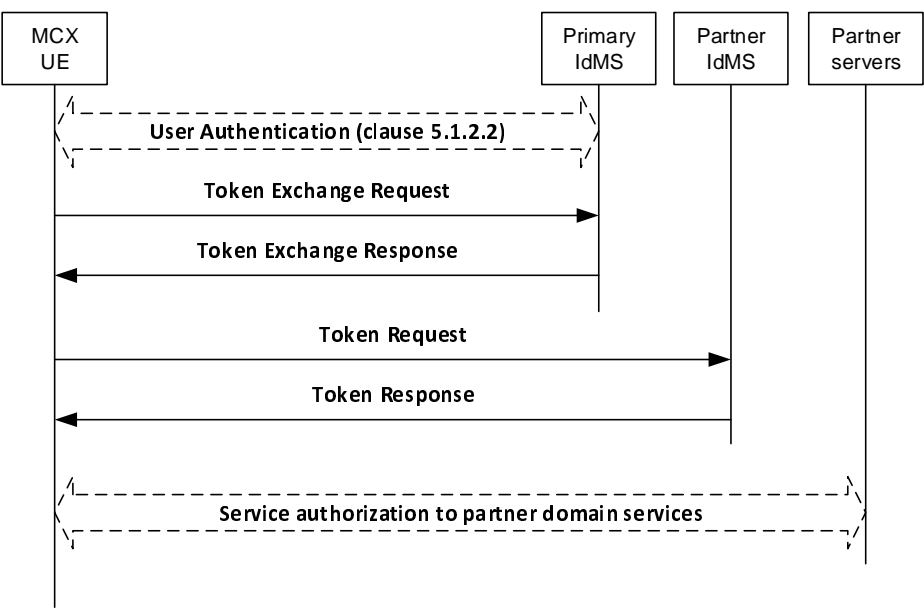 MCX
UE
Primary
IdMS
Partner
IdMS
Partner
servers
User Authentication (clause 5.1.2.2)
Token Exchange Request
Token Exchange Response
Token Request
Token Response
Service authorization to partner domain services